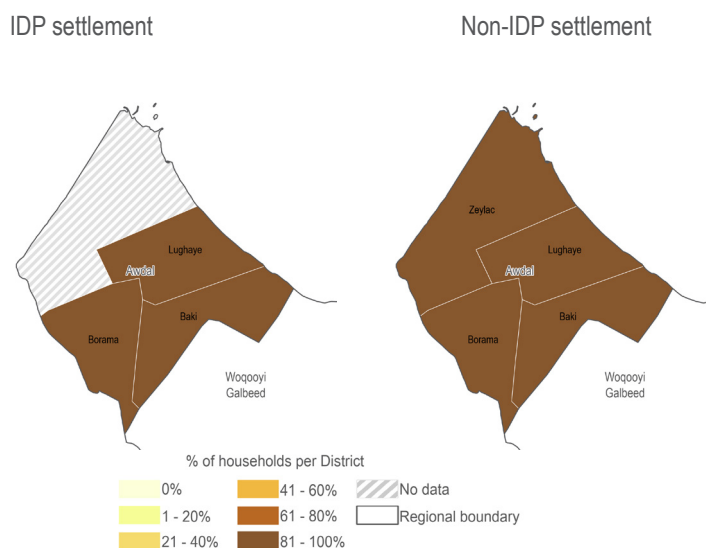 IDP settlement
Non-IDP settlement
Lughaye
Awdal
Baki
Borama
Woqooyi
Galbeed
Zeylac
Lughaye
Awdal
Baki
Borama
Woqooyi
Galbeed
% of households per District
0%
1 - 20%
21 - 40%
41 - 60%
61 - 80%
81 - 100%
No data
Regional boundary